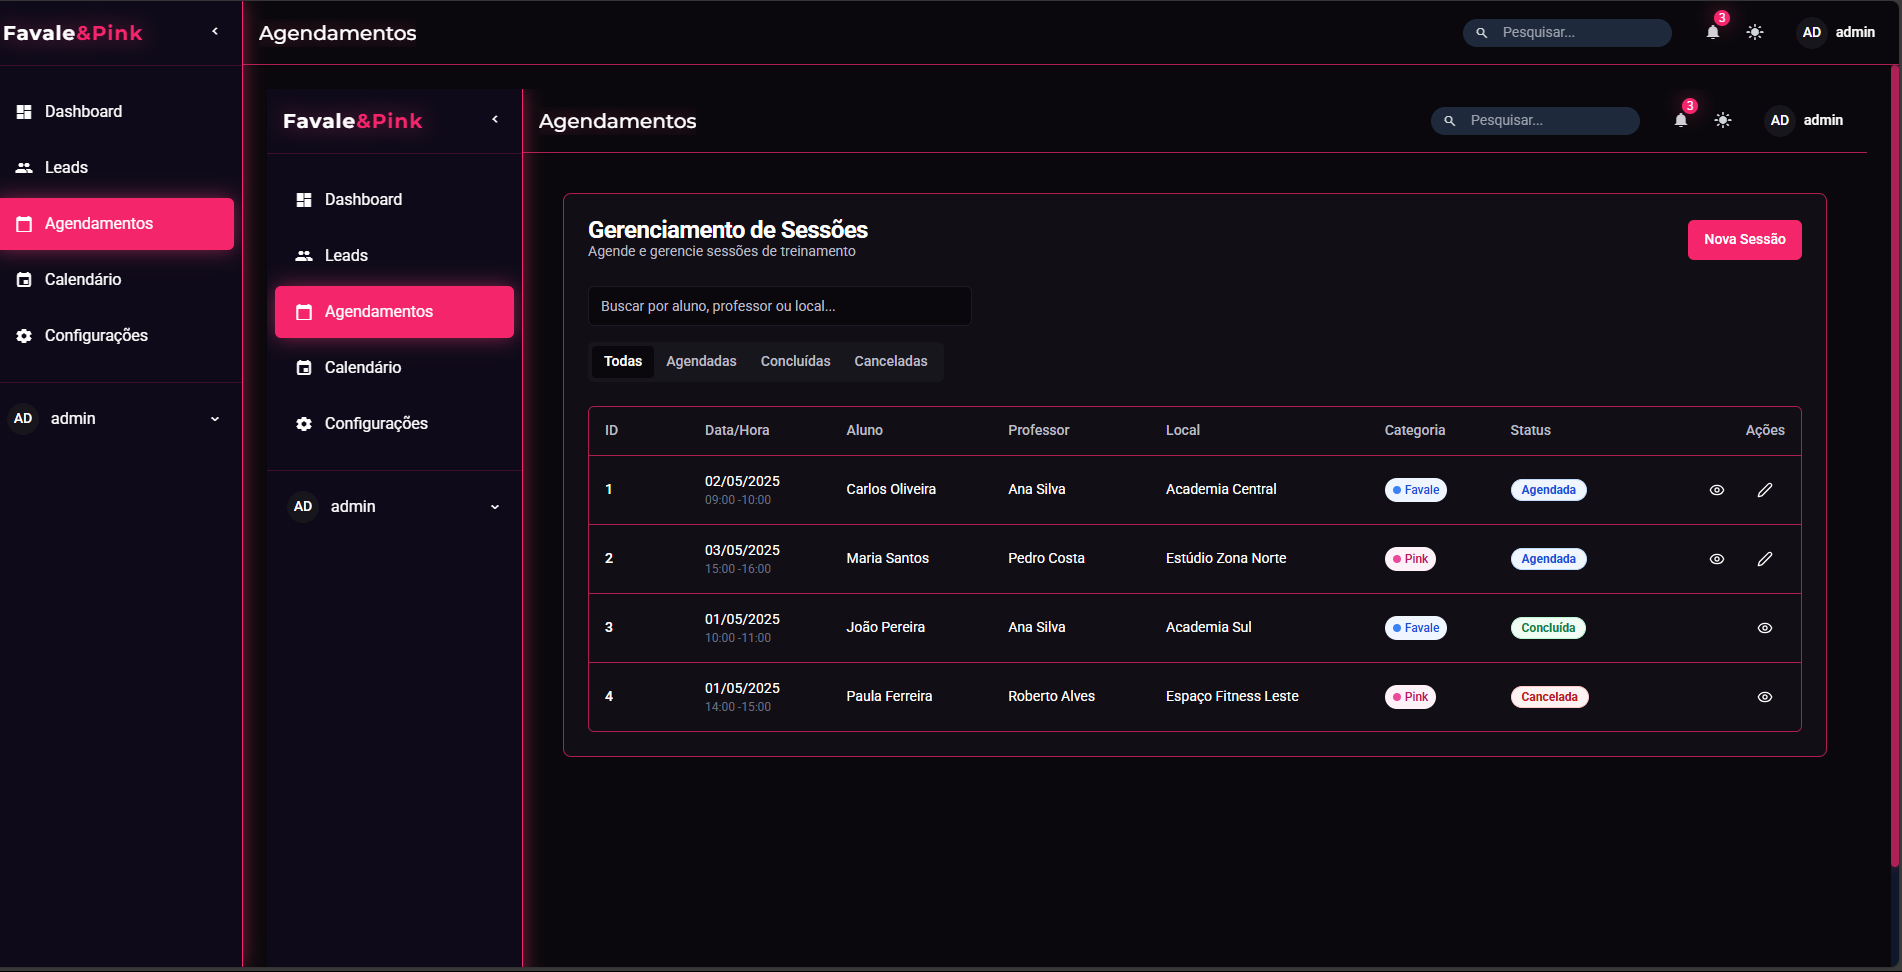 Favale&Pink
Agendamentos
Pesquisar...
3
AD admin
Dashboard
Leads
Agendamentos
Calendário
Configurações
AD admin
Favale&Pink
Agendamentos
Pesquisar...
3
AD admin
Dashboard
Leads
Agendamentos
Calendário
Configurações
AD admin
Gerenciamento de Sessões
Agende e gerencie sessões de treinamento
Nova Sessão
Buscar por aluno, professor ou local...
Todas Agendadas Concluídas Canceladas
ID Data/Hora Aluno Professor Local Categoria Status Ações
1 02/05/2025 Carlos Oliveira Ana Silva Academia Central Favale Agendada
09:00 -10:00
2 03/05/2025 Maria Santos Pedro Costa Estúdio Zona Norte Pink Agendada
15:00 -16:00
3 01/05/2025 João Pereira Ana Silva Academia Sul Favale Concluída
10:00 -11:00
4 01/05/2025 Paula Ferreira Roberto Alves Espaço Fitness Leste Pink Cancelada
14:00 -15:00